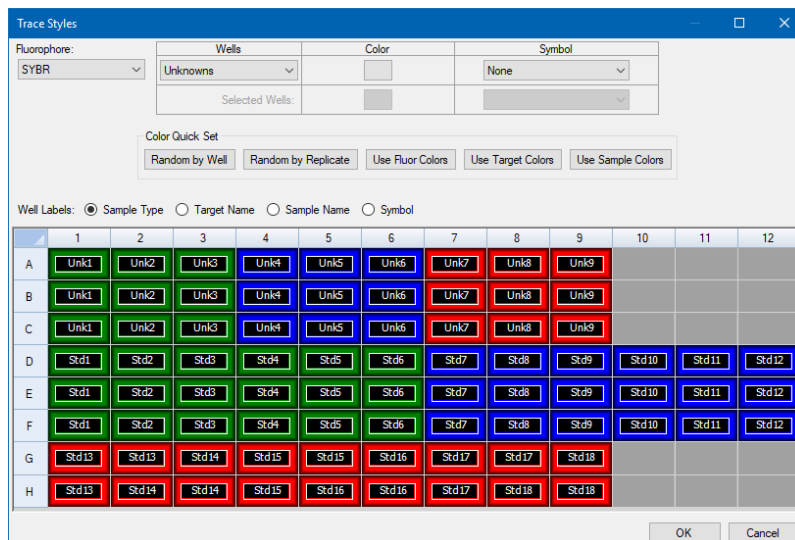 Trace Styles
Fluorophore: Wells Color Symbol
SYBR Unknowns None
Selected Wells:
Color Quick Set
Random by Well Random by Replicate Use Fluor Colors Use Target Colors Use Sample Colors
Well Labels: Sample Type Target Name Sample Name Symbol
1 2 3 4 5 6 7 8 9 10 11 12
A Unk1 Unk2 Unk3 Unk4 Unk5 Unk6 Unk7 Unk8 Unk9
B Unk1 Unk2 Unk3 Unk4 Unk5 Unk6 Unk7 Unk8 Unk9
C Unk1 Unk2 Unk3 Unk4 Unk5 Unk6 Unk7 Unk8 Unk9
D Std1 Std2 Std3 Std4 Std5 Std6 Std7 Std8 Std9 Std10 Std11 Std12
E Std1 Std2 Std3 Std4 Std5 Std6 Std7 Std8 Std9 Std10 Std11 Std12
F Std1 Std2 Std3 Std4 Std5 Std6 Std7 Std8 Std9 Std10 Std11 Std12
G Std13 Std13 Std14 Std15 Std15 Std16 Std17 Std17 Std18
H Std13 Std14 Std14 Std15 Std16 Std16 Std17 Std18 Std18
OK Cancel